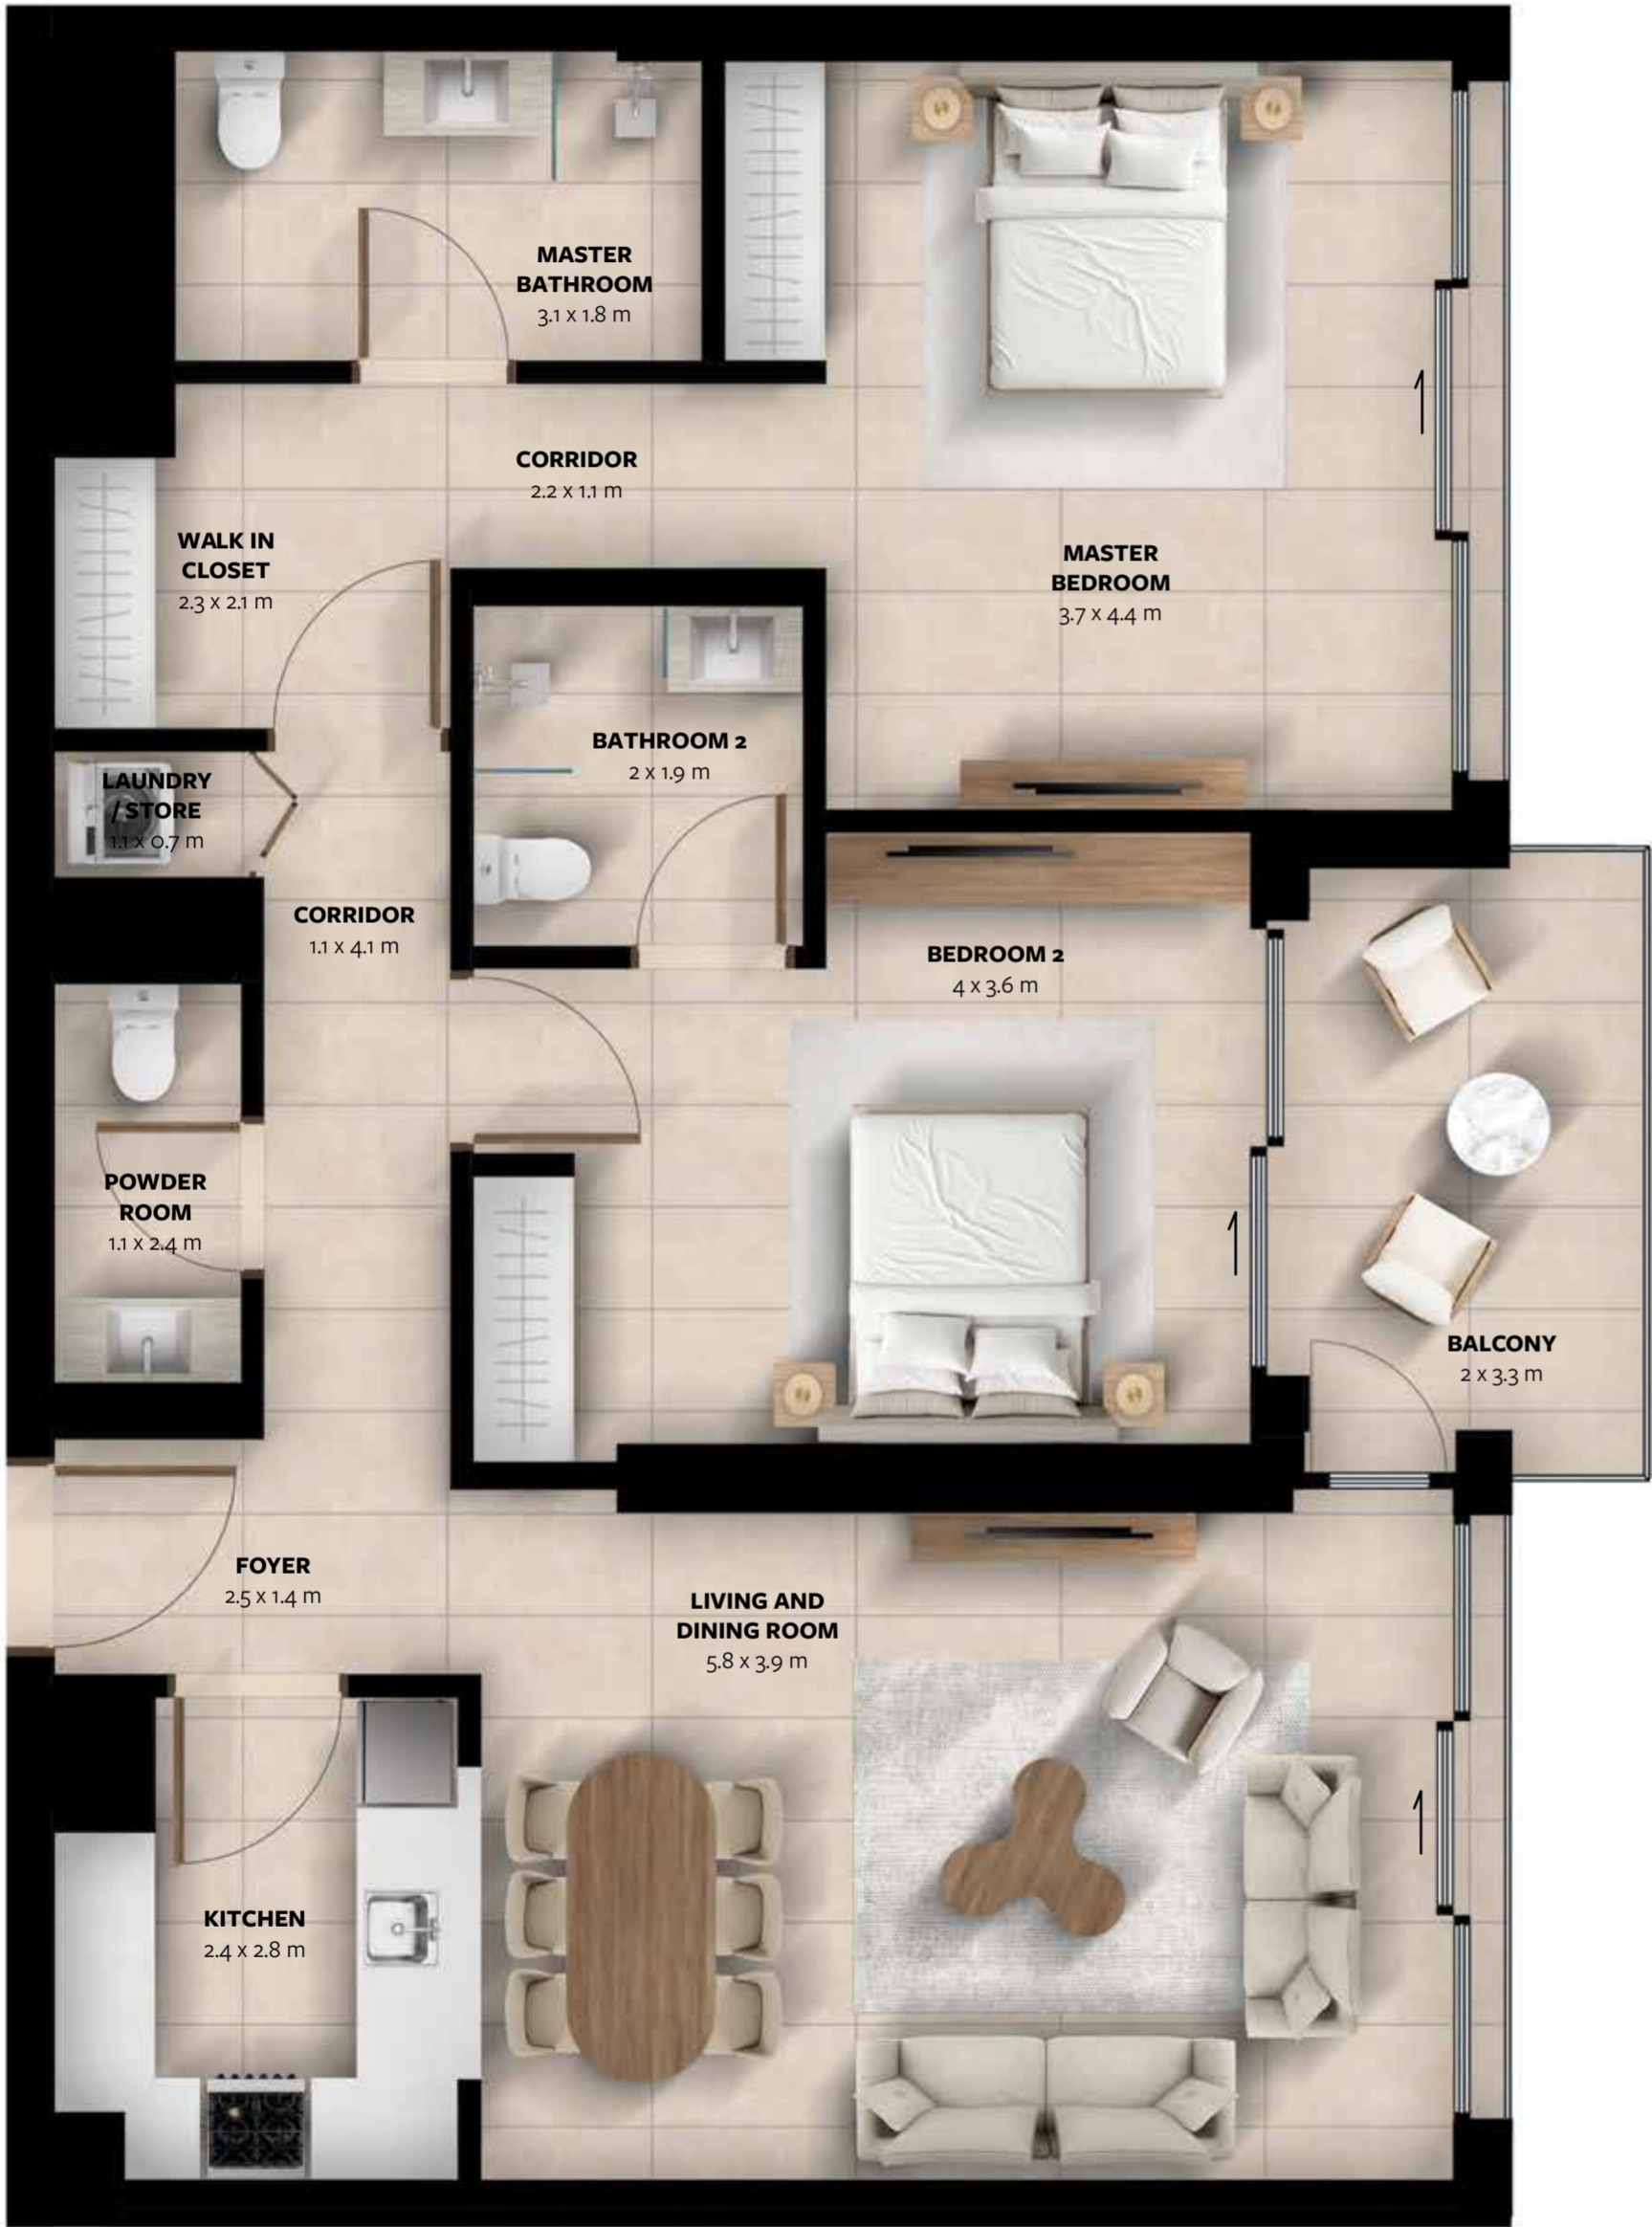 MASTER
BATHROOM
3.1 x 1.8 m
CORRIDOR
2.2 x 1.1 m
WALK IN
CLOSET
2.3 x 2.1 m
MASTER
BEDROOM
3.7 x 4.4 m
BATHROOM 2
2 x 1.9 m
LAUNDRY
/ STORE
1.1 x 0.7 m
CORRIDOR
1.1 x 4.1 m
BEDROOM 2
4 x 3.6 m
POWDER
ROOM
1.1 x 2.4 m
BALCONY
2 x 3.3 m
FOYER
2.5 x 1.4 m
LIVING AND
DINING ROOM
5.8 x 3.9 m
KITCHEN
2.4 x 2.8 m